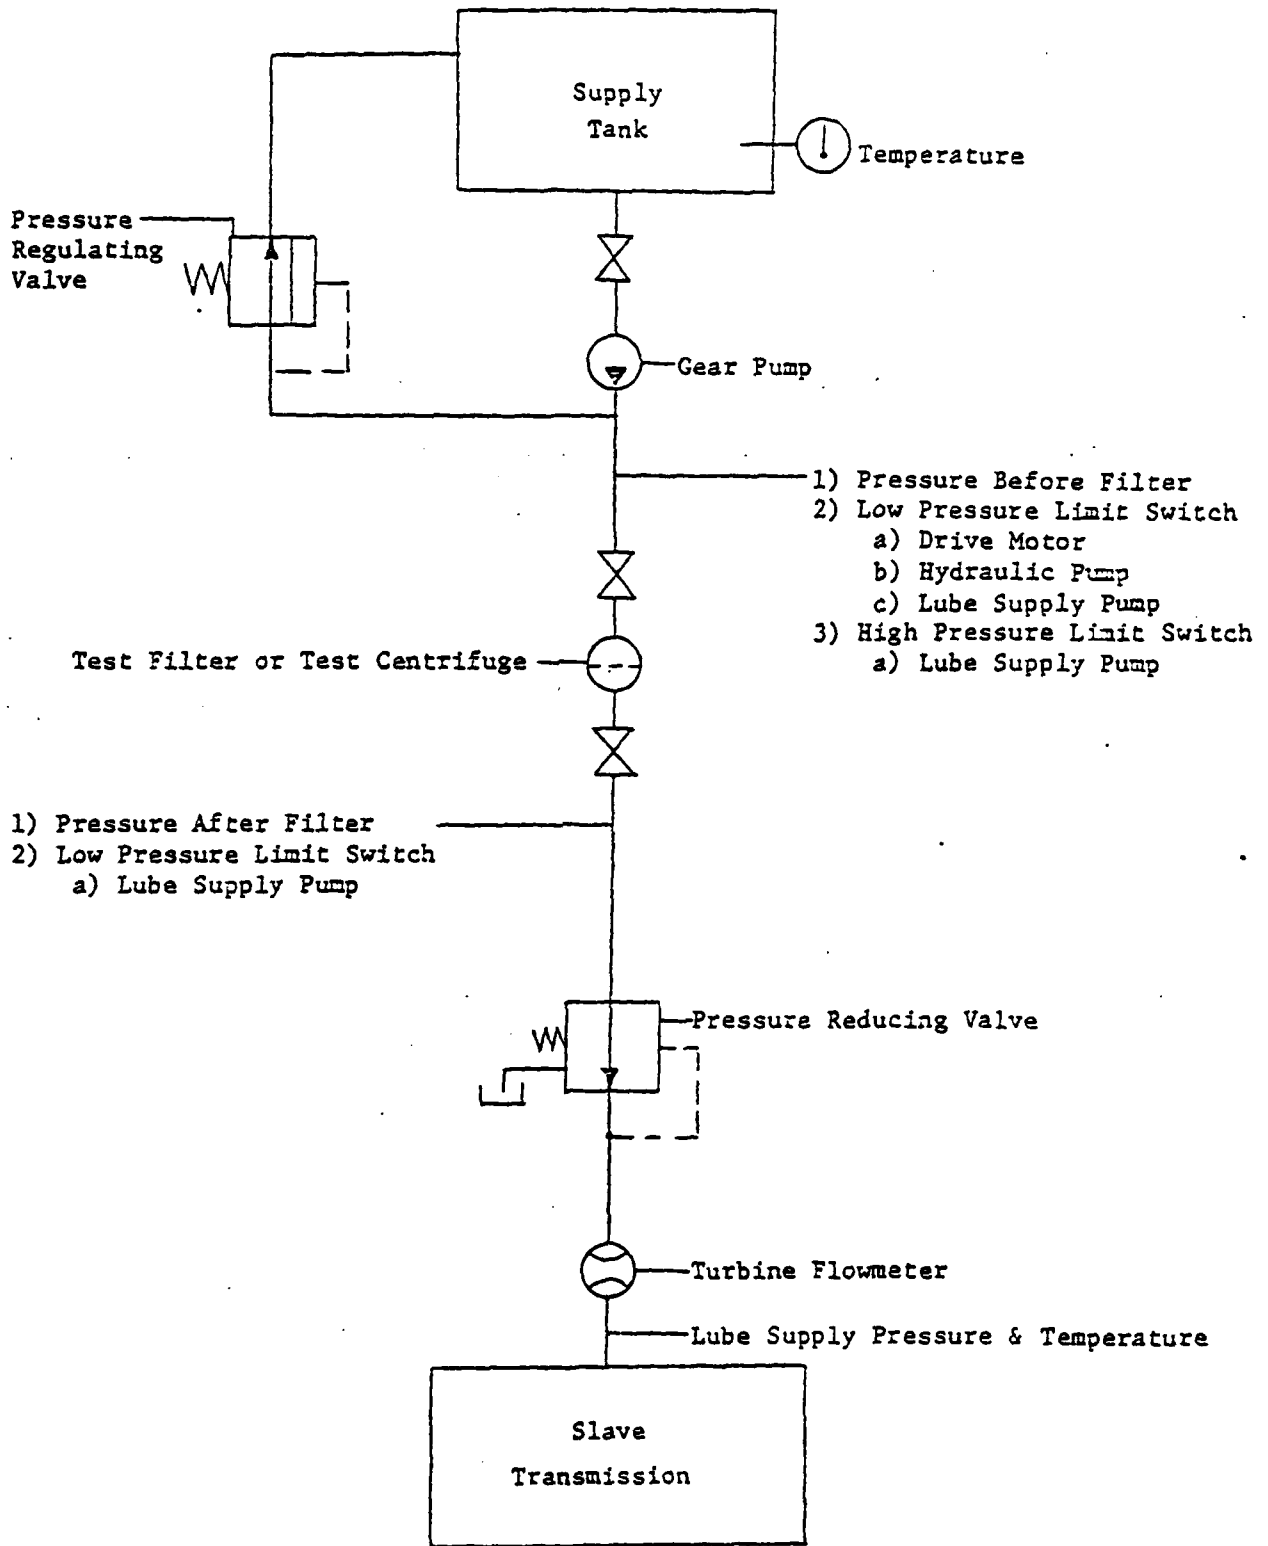 Supply
Tank
Temperature
Pressure
Regulating
Valve
Gear Pump
1) Pressure Before Filter
2) Low Pressure Limit Switch
a) Drive Motor
b) Hydraulic Pump
c) Lube Supply Pump
3) High Pressure Limit Switch
a) Lube Supply Pump
Test Filter or Test Centrifuge
1) Pressure After Filter
2) Low Pressure Limit Switch
a) Lube Supply Pump
Pressure Reducing Valve
Turbine Flowmeter
Lube Supply Pressure & Temperature
Slave
Transmission